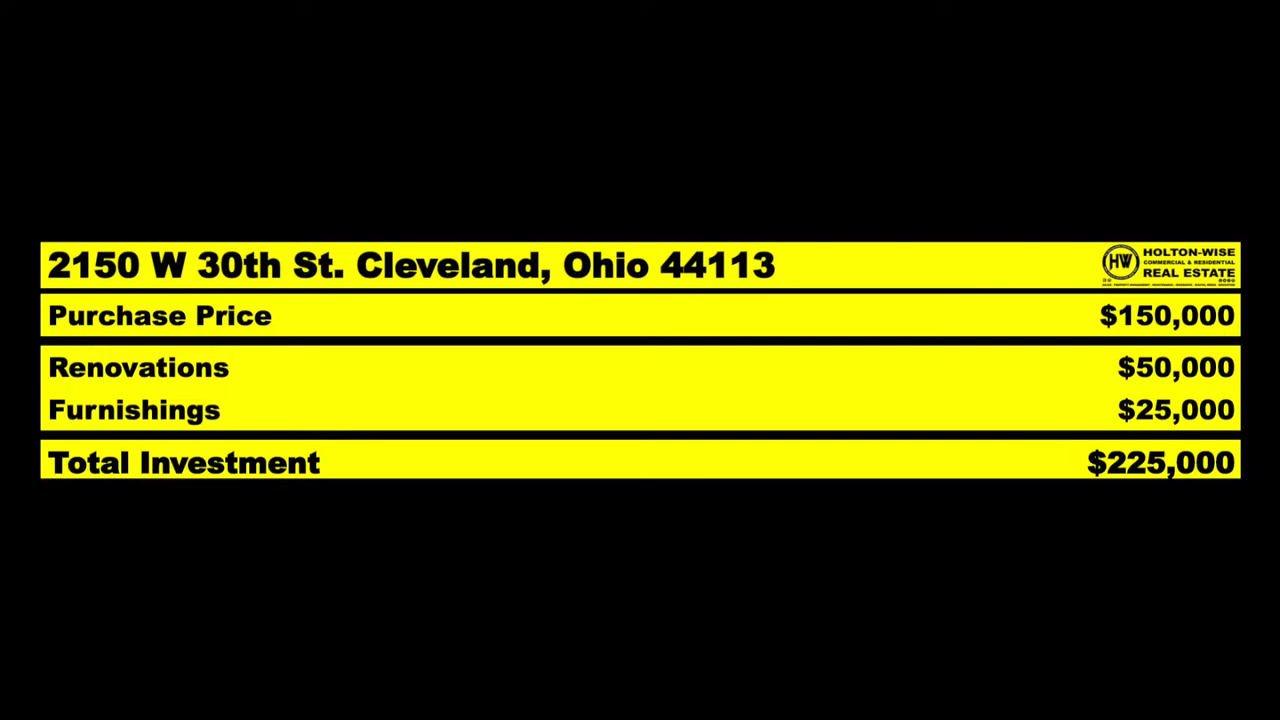 2150 W 30th St. Cleveland, Ohio 44113
HW
HOLTON-WISE
COMMERCIAL & RESIDENTIAL
REAL ESTATE
Purchase Price $150,000
Renovations $50,000
Furnishings $25,000
Total Investment $225,000